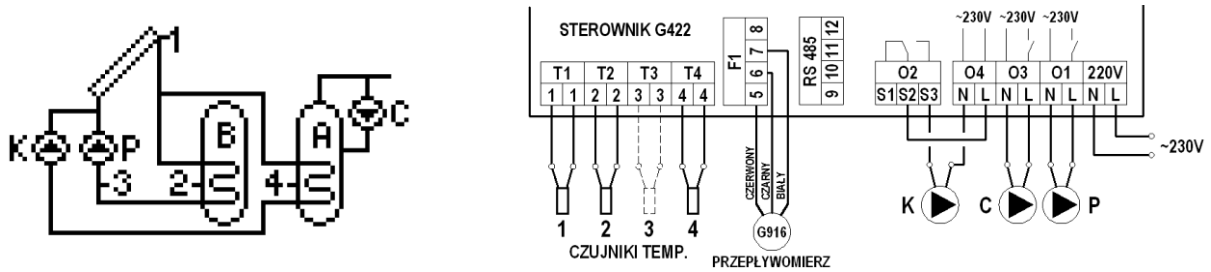 1
K
P
B
A
C
3
2
4
STEROWNIK G422
T1 T2 T3 T4
1 1 2 2 3 3 4 4
F1
5 6 7 8
RS 485
9 10 11 12
~230V ~230V ~230V
O2 O4 O3 O1 220V
S1 S2 S3 N L N L N L N L
~230V
CZERWONY
CZARNY
BIAŁY
K C P
1 2 3 4
G916
CZUJNIKI TEMP.
PRZEPŁYWOMIERZ